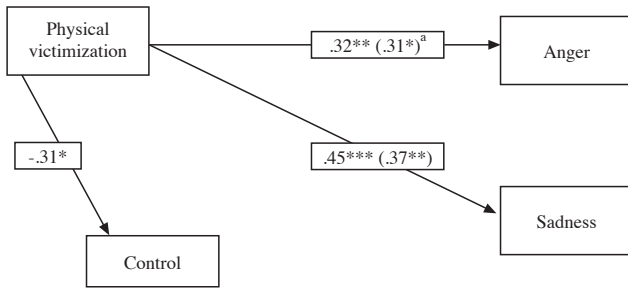 Physical
victimization
.32** (.31*)a
Anger
-.31*
.45*** (.37**)
Sadness
Control